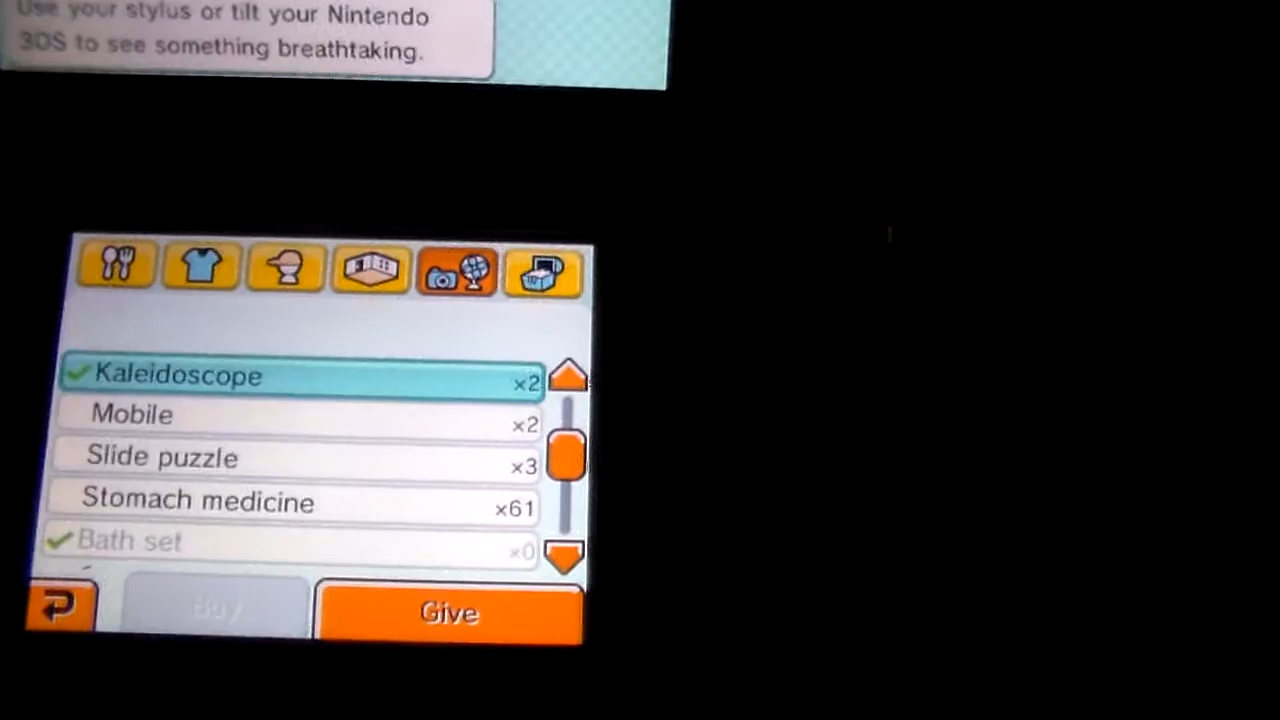 Use your stylus or tilt your Nintendo
3DS to see something breathtaking.
Kaleidoscope ×2
Mobile ×2
Slide puzzle ×3
Stomach medicine ×61
Bath set ×0
Buy
Give